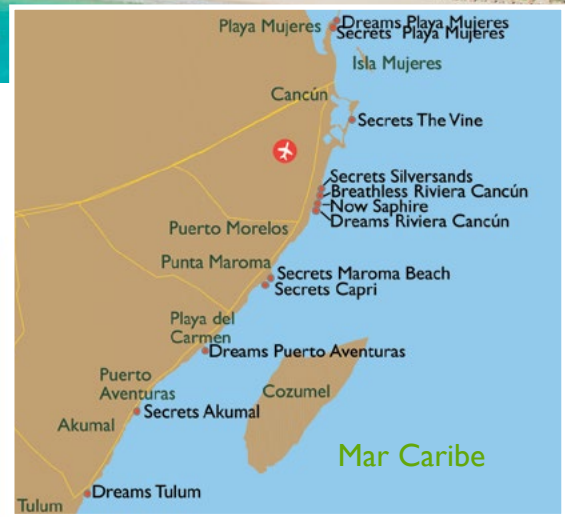 Playa Mujeres
Dreams Playa Mujeres
Secrets Playa Mujeres
Isla Mujeres
Cancún
Secrets The Vine
Secrets Silversands
Breathless Riviera Cancún
Now Saphire
Dreams Riviera Cancún
Puerto Morelos
Punta Maroma
Secrets Maroma Beach
Secrets Capri
Playa del
Carmen
Dreams Puerto Aventuras
Puerto
Aventuras
Cozumel
Secrets Akumal
Akumal
Mar Caribe
Dreams Tulum
Tulum